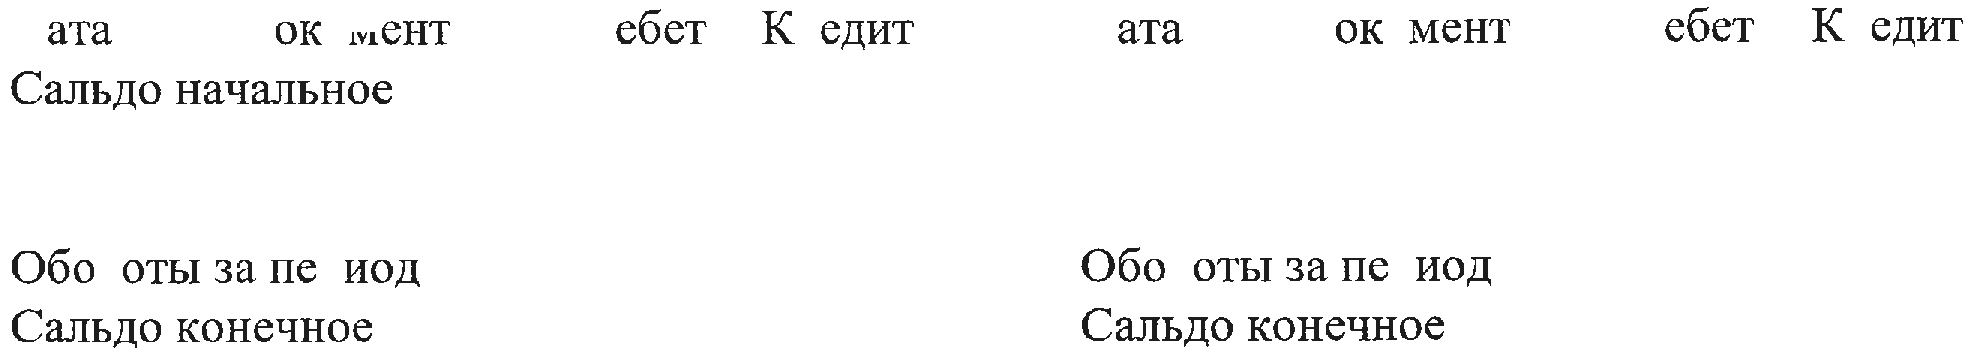 ата ок мент ебет К едит ата ок мент ебет К едит
Сальдо начальное
Обо оты за пе иод Обо оты за пе иод
Сальдо конечное Сальдо конечное